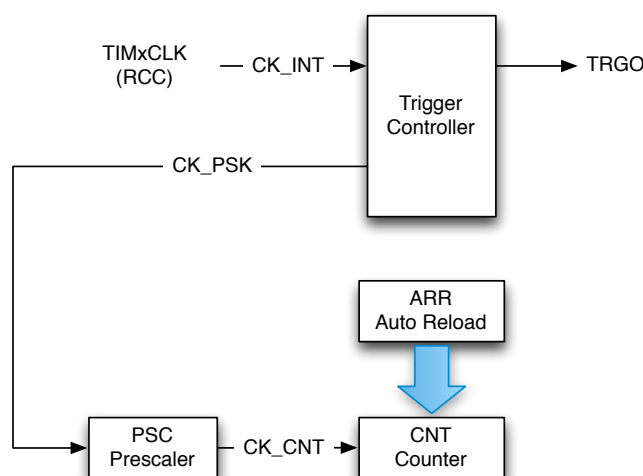 TIMxCLK
(RCC)
CK_INT
TRGO
Trigger
Controller
CK_PSK
ARR
Auto Reload
PSC
Prescaler
CK_CNT
CNT
Counter